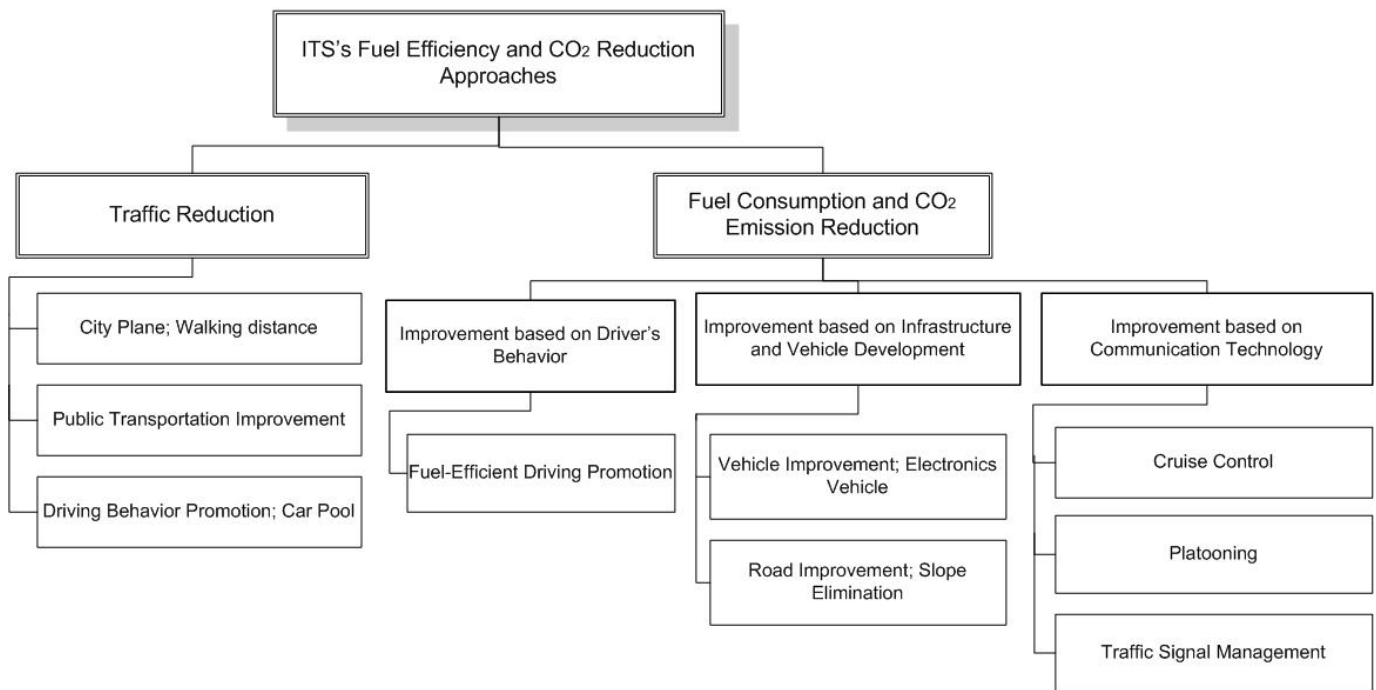 ITS's Fuel Efficiency and CO2 Reduction
Approaches
Traffic Reduction
Fuel Consumption and CO2
Emission Reduction
City Plane; Walking distance
Public Transportation Improvement
Driving Behavior Promotion; Car Pool
Improvement based on Driver's
Behavior
Fuel-Efficient Driving Promotion
Improvement based on Infrastructure
and Vehicle Development
Vehicle Improvement; Electronics
Vehicle
Road Improvement; Slope
Elimination
Improvement based on
Communication Technology
Cruise Control
Platooning
Traffic Signal Management